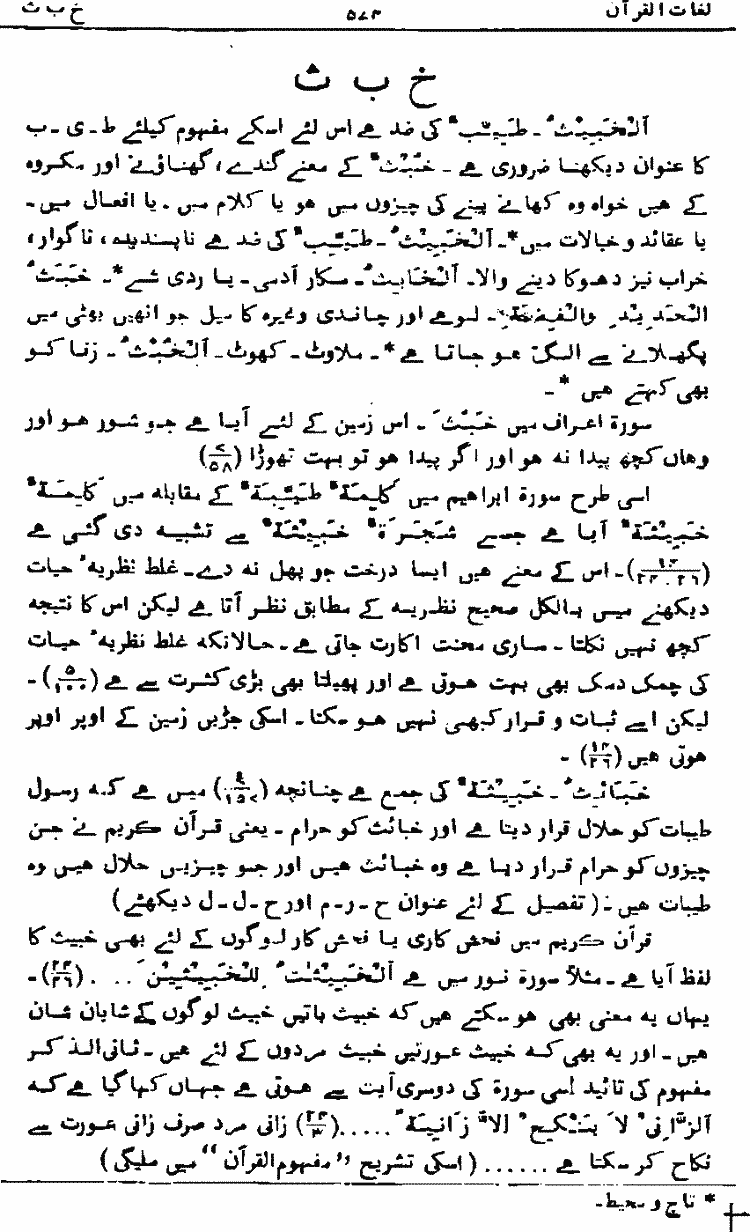 لغات القرآن ۵۷۳ خ ب ث
خ ب ث
اَلْخَبِیْثُ ۔ طَیِّبٌ کی ضد ہے اس لئے اسکے مفہوم کیلئے ط ۔ ی ۔ ب
کا عنوان دیکھنا ضروری ہے ۔ خُبْثٌ کے معنے گندے، گھناؤنے اور مکروہ
کے ہیں خواہ وہ کھانے پینے کی چیزوں میں ہو یا کلام میں ۔ یا افعال میں ۔
یا عقائد و خیالات میں* ۔ اَلْخَبِیْثُ ۔ طَیِّبٌ کی ضد ہے ناپسندیدہ، ناگوار،
خراب نیز دھوکا دینے والا۔ اَلْخَابِثُ ۔ مکار آدمی ۔ یا ردی شے* ۔ خَبَثُ
الْحَدِیْدِ وَالْفِضَّۃِ ۔ لوہے اور چاندی وغیرہ کا میل جو انھیں بھٹی میں
پگھلانے سے الگ ہو جاتا ہے* ۔ ملاوٹ ۔ کھوٹ ۔ اَلْخُبْثُ ۔ زنا کو
بھی کہتے ہیں* ۔
سورۃ اعراف میں خَبُثَ ۔ اس زمین کے لئے آیا ہے جو شور ہو اور
وہاں کچھ پیدا نہ ہو اور اگر پیدا ہو تو بہت تھوڑا (۷/۵۸)
اسی طرح سورۃ ابراھیم میں کَلِمَۃٌ طَیِّبَۃٌ کے مقابلہ میں کَلِمَۃٌ
خَبِیْثَۃٌ آیا ہے جسے شَجَرَۃٌ خَبِیْثَۃٌ سے تشبیہ دی گئی ہے
(۱۴/۲۴،۲۶) ۔ اس کے معنے ہیں ایسا درخت جو پھل نہ دے ۔ غلط نظریہٴ حیات
دیکھنے میں بالکل صحیح نظریہ کے مطابق نظر آتا ہے لیکن اس کا نتیجہ
کچھ نہیں نکلتا ۔ ساری محنت اکارت جاتی ہے ۔ حالانکہ غلط نظریہٴ حیات
کی چمک دمک بھی بہت ہوتی ہے اور پھیلتا بھی بڑی کثرت سے ہے (۵/۱۰۰) ۔
لیکن اسے ثبات و قرار کبھی نہیں ہو سکتا ۔ اسکی جڑیں زمین کے اوپر اوپر
ہوتی ہیں (۱۴/۲۶) ۔
خَبَائِثُ ۔ خَبِیْثَۃٌ کی جمع ہے چنانچہ (۷/۱۵۷) میں ہے کہ رسول
طیبات کو حلال قرار دیتا ہے اور خبائث کو حرام ۔ یعنی قرآن کریم نے جن
چیزوں کو حرام قرار دیا ہے وہ خبائث ہیں اور جو چیزیں حلال ہیں وہ
طیبات ہیں ۔ (تفصیل کے لئے عنوان ح ۔ ر ۔ م اور ح ۔ ل ۔ ل دیکھئے)
قرآن کریم میں فحش کاری یا فحش کار لوگوں کے لئے بھی خبیث کا
لفظ آیا ہے ۔ مثلاً سورۃ نور میں ہے اَلْخَبِیْثٰتُ لِلْخَبِیْثِیْنَ ... (۲۴/۲۶) ۔
یہاں یہ معنی بھی ہو سکتے ہیں کہ خبیث باتیں خبیث لوگوں کے شایان شان
ہیں ۔ اور یہ بھی کہ خبیث عورتیں خبیث مردوں کے لئے ہیں ۔ ثانی الذکر
مفہوم کی تائید اسی سورۃ کی دوسری آیت سے ہوتی ہے جہاں کہا گیا ہے کہ
اَلزَّانِیْ لَا یَنْکِحُ اِلَّا زَانِیَۃً .....(۲۴/۳) زانی مرد صرف زانی عورت سے
نکاح کر سکتا ہے ...... (اسکی تشریح ”مفہوم القرآن“ میں ملیگی)
* تاج و محیط ۔